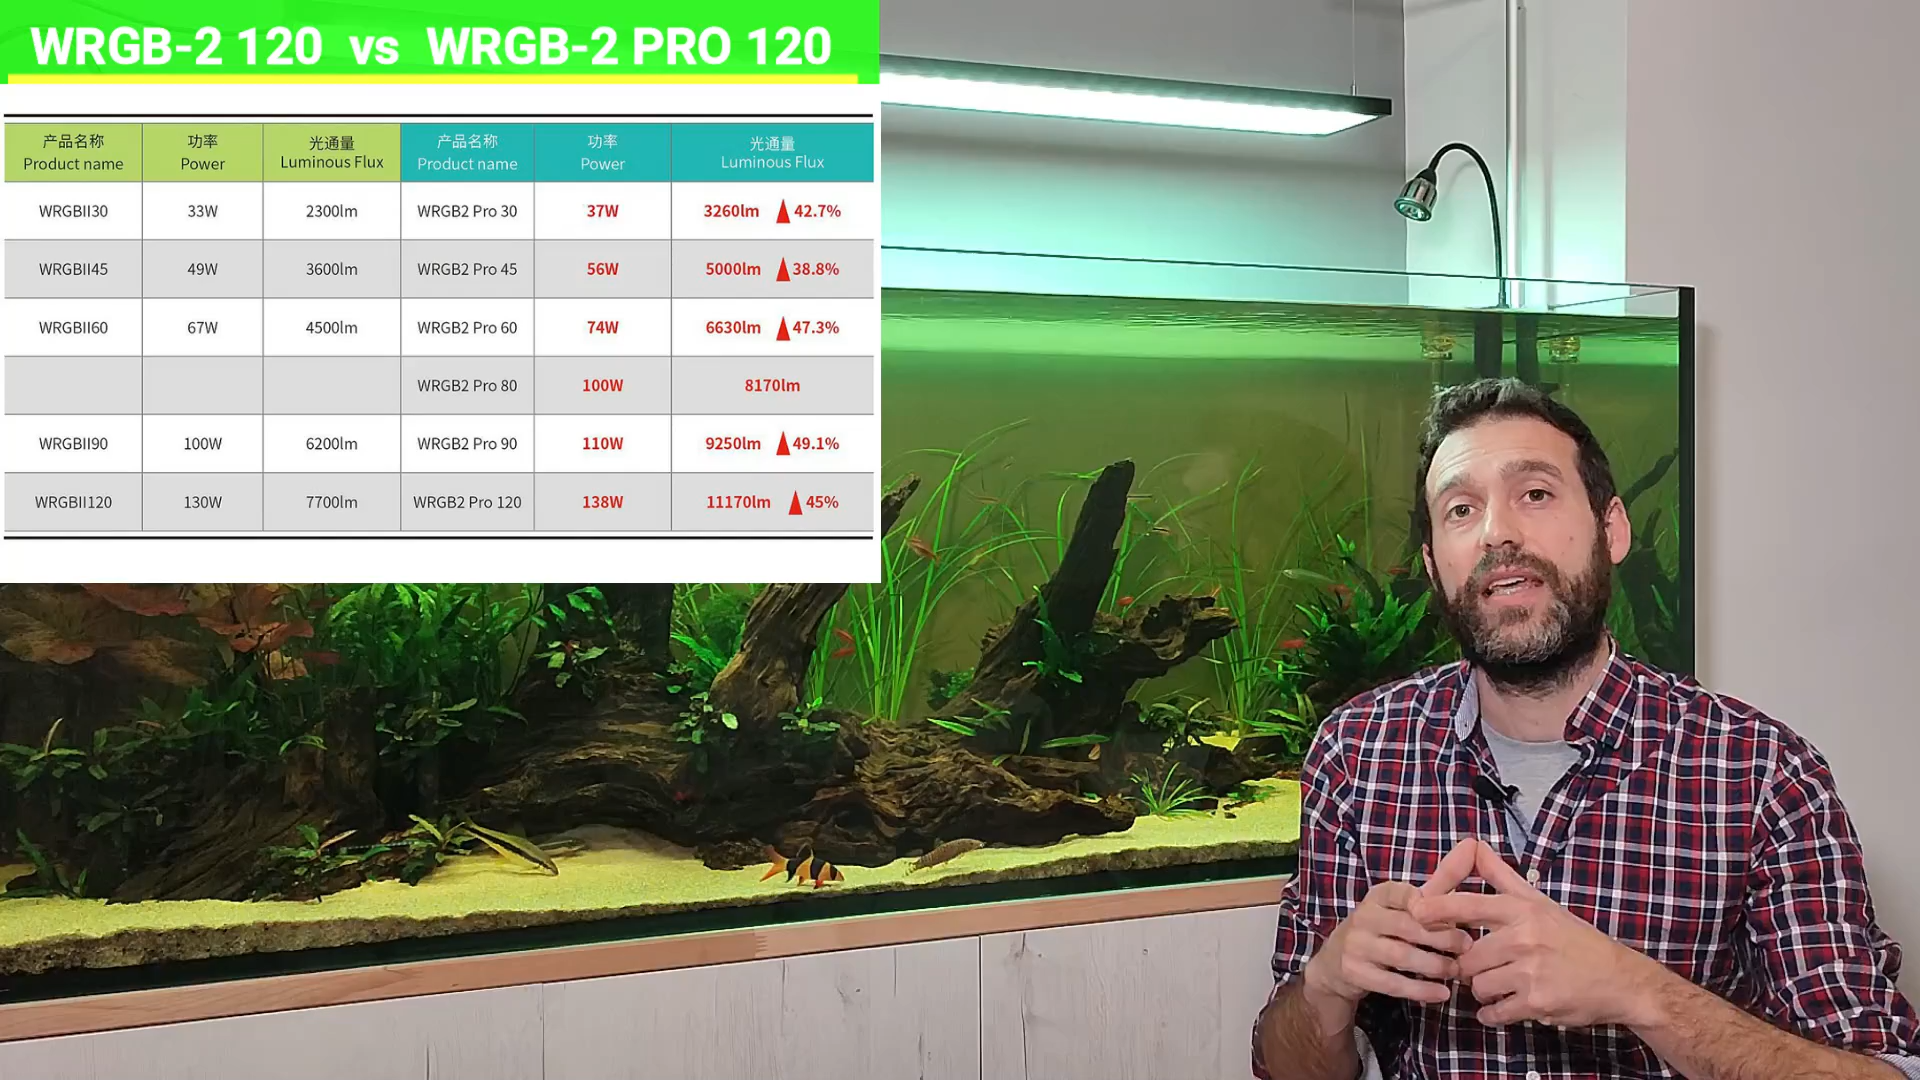 WRGB-2 120 vs WRGB-2 PRO 120
产品名称 功率 光通量 产品名称 功率 光通量
Product name Power Luminous Flux Product name Power Luminous Flux
WRGBII30 33W 2300lm WRGB2 Pro 30 37W 3260lm ▲42.7%
WRGBII45 49W 3600lm WRGB2 Pro 45 56W 5000lm ▲38.8%
WRGBII60 67W 4500lm WRGB2 Pro 60 74W 6630lm ▲47.3%
WRGB2 Pro 80 100W 8170lm
WRGBII90 100W 6200lm WRGB2 Pro 90 110W 9250lm ▲49.1%
WRGBII120 130W 7700lm WRGB2 Pro 120 138W 11170lm ▲45%